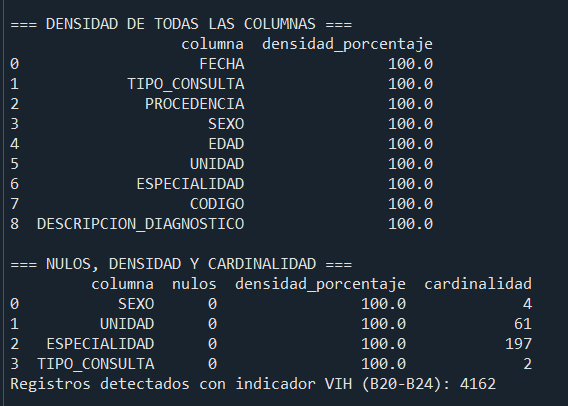 === DENSIDAD DE TODAS LAS COLUMNAS ===
columna densidad_porcentaje
0 FECHA 100.0
1 TIPO_CONSULTA 100.0
2 PROCEDENCIA 100.0
3 SEXO 100.0
4 EDAD 100.0
5 UNIDAD 100.0
6 ESPECIALIDAD 100.0
7 CODIGO 100.0
8 DESCRIPCION_DIAGNOSTICO 100.0
=== NULOS, DENSIDAD Y CARDINALIDAD ===
columna nulos densidad_porcentaje cardinalidad
0 SEXO 0 100.0 4
1 UNIDAD 0 100.0 61
2 ESPECIALIDAD 0 100.0 197
3 TIPO_CONSULTA 0 100.0 2
Registros detectados con indicador VIH (B20-B24): 4162